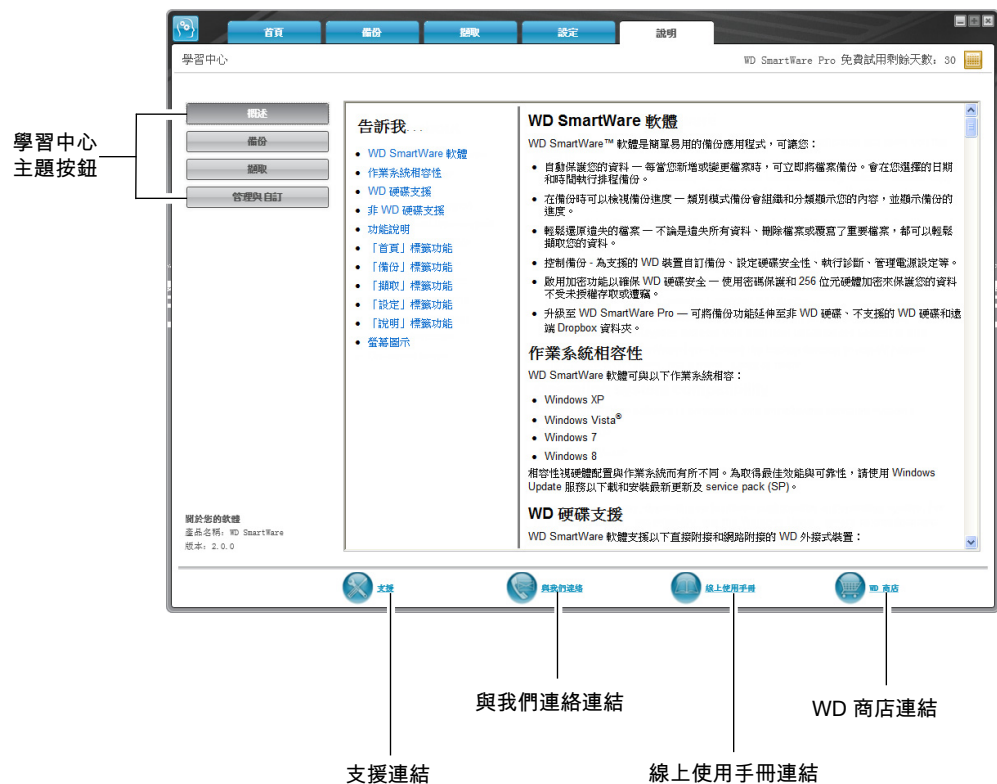 首頁
備份
擷取
設定
說明
學習中心
WD SmartWare Pro 免費試用剩餘天數: 30
學習中心
主題按鈕
概述
備份
擷取
管理與自訂
告訴我...
• WD SmartWare 軟體
• 作業系統相容性
• WD 硬碟支援
• 非 WD 硬碟支援
• 功能說明
• 「首頁」標籤功能
• 「備份」標籤功能
• 「擷取」標籤功能
• 「設定」標籤功能
• 「說明」標籤功能
• 螢幕圖示
WD SmartWare 軟體
WD SmartWare™ 軟體是簡單易用的備份應用程式，可讓您：
• 自動保護您的資料 — 每當您新增或變更檔案時，可立即將檔案備份。會在您選擇的日期
和時間執行排程備份。
• 在備份時可以檢視備份進度 — 類別模式備份會組織和分類顯示您的內容，並顯示備份的
進度。
• 輕鬆還原遺失的檔案 — 不論是遺失所有資料、刪除檔案或覆寫了重要檔案，都可以輕鬆
擷取您的資料。
• 控制備份 - 為支援的 WD 裝置自訂備份、設定硬碟安全性、執行診斷、管理電源設定等。
• 啟用加密功能以確保 WD 硬碟安全 — 使用密碼保護和 256 位元硬體加密來保護您的資料
不受未授權存取或遭竊。
• 升級至 WD SmartWare Pro — 可將備份功能延伸至非 WD 硬碟、不支援的 WD 硬碟和遠
端 Dropbox 資料夾。
作業系統相容性
WD SmartWare 軟體可與以下作業系統相容：
• Windows XP
• Windows Vista®
• Windows 7
• Windows 8
相容性視硬體配置與作業系統而有所不同。為取得最佳效能與可靠性，請使用 Windows
Update 服務以下載和安裝最新更新及 service pack (SP)。
WD 硬碟支援
WD SmartWare 軟體支援以下直接附接和網路附接的 WD 外接式裝置：
關於您的軟體
產品名稱: WD SmartWare
版本: 2.0.0
支援
與我們連絡
線上使用手冊
WD 商店
與我們連絡連結
WD 商店連結
支援連結
線上使用手冊連結